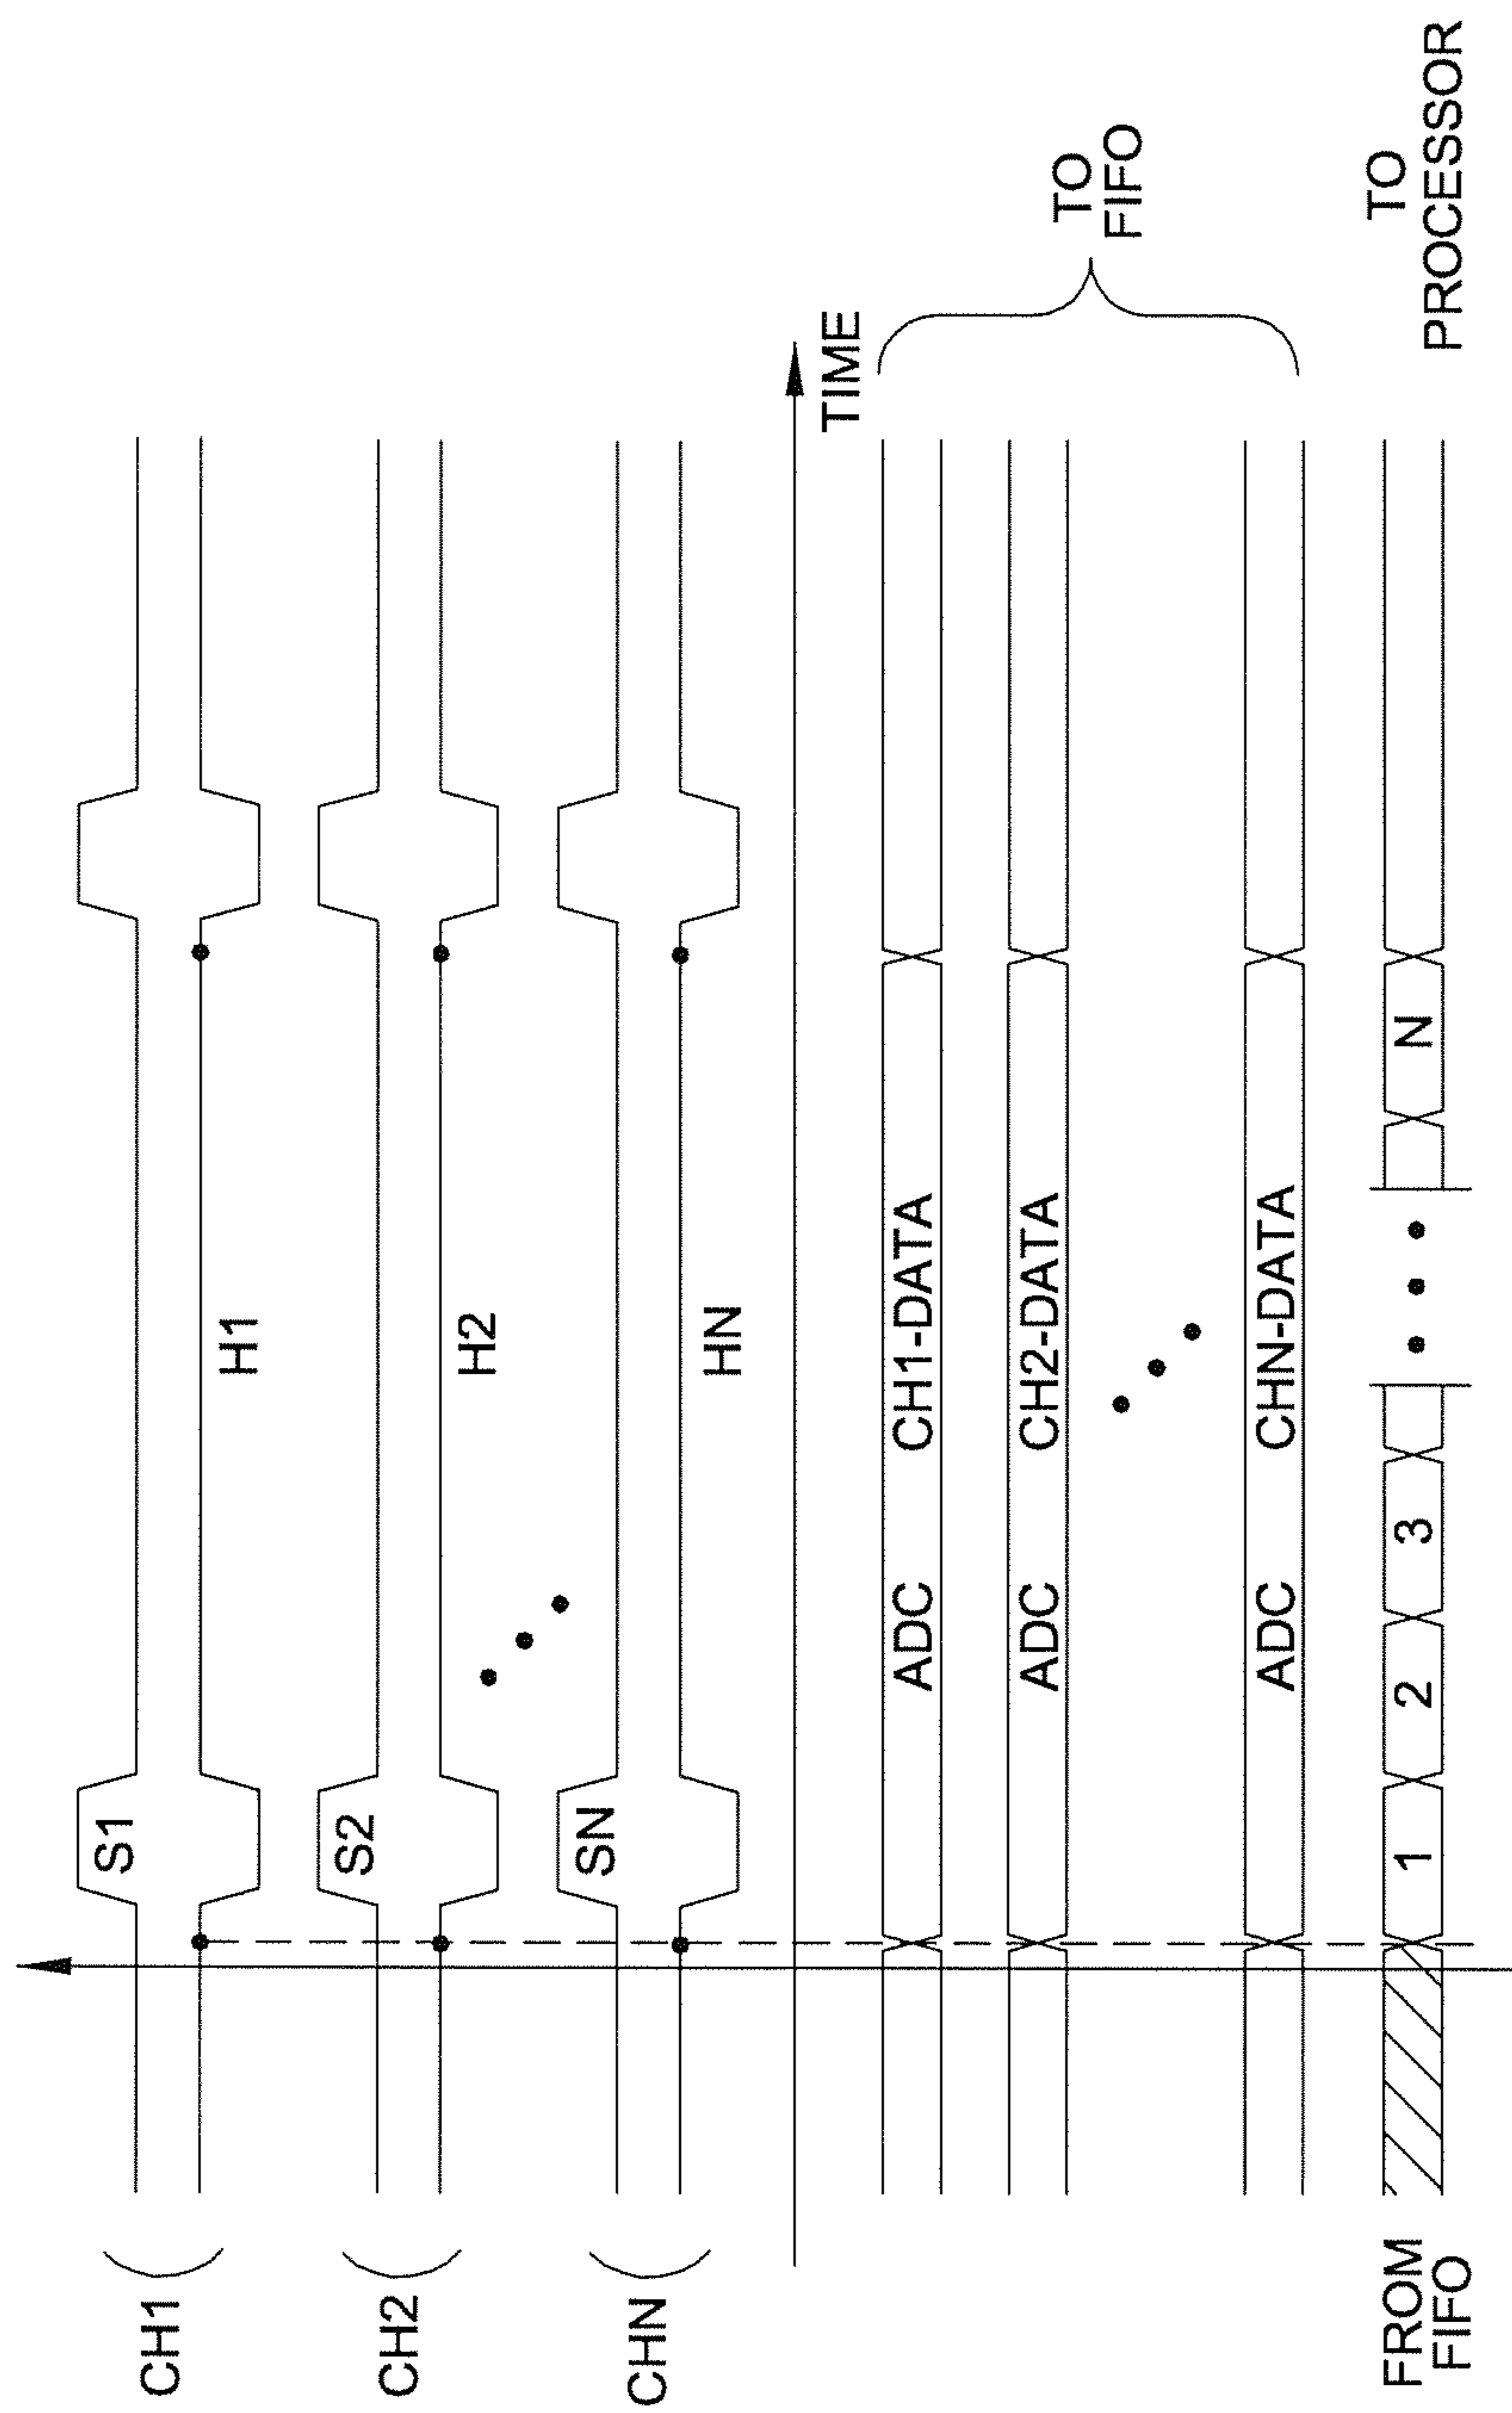 CH1
S1
H1
CH2
S2
H2
CHN
SN
HN
TIME
ADC CH1-DATA
ADC CH2-DATA
TO
FIFO
ADC CHN-DATA
FROM
FIFO
1 2 3 N
TO
PROCESSOR